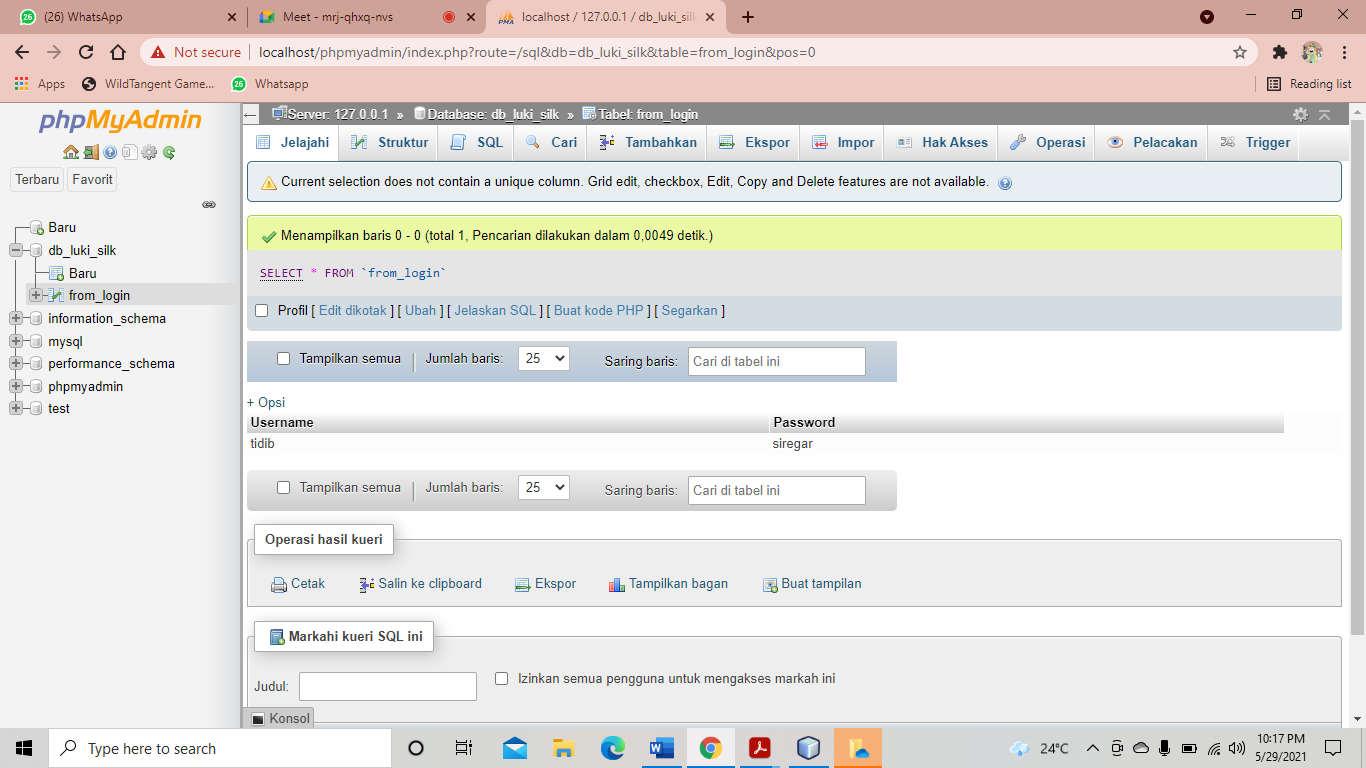 (26) WhatsApp
Meet - mrj-qhxq-nvs
localhost / 127.0.0.1 / db_luki_silk
Not secure
localhost/phpmyadmin/index.php?route=/sql&db=db_luki_silk&table=from_login&pos=0
Apps
WildTangent Game...
26
Whatsapp
Reading list
phpMyAdmin
Terbaru
Favorit
Baru
db_luki_silk
Baru
from_login
information_schema
mysql
performance_schema
phpmyadmin
test
Server: 127.0.0.1 » Database: db_luki_silk » Tabel: from_login
Jelajahi
Struktur
SQL
Cari
Tambahkan
Ekspor
Impor
Hak Akses
Operasi
Pelacakan
Trigger
Current selection does not contain a unique column. Grid edit, checkbox, Edit, Copy and Delete features are not available.
Menampilkan baris 0 - 0 (total 1, Pencarian dilakukan dalam 0,0049 detik.)
SELECT * FROM `from_login`
Profil [ Edit dikotak ] [ Ubah ] [ Jelaskan SQL ] [ Buat kode PHP ] [ Segarkan ]
Tampilkan semua | Jumlah baris: 25 Saring baris: Cari di tabel ini
+ Opsi
Username Password
tidib siregar
Tampilkan semua | Jumlah baris: 25 Saring baris: Cari di tabel ini
Operasi hasil kueri
Cetak
Salin ke clipboard
Ekspor
Tampilkan bagan
Buat tampilan
Markahi kueri SQL ini
Judul:
Izinkan semua pengguna untuk mengakses markah ini
Konsol
Type here to search
24°C
10:17 PM
5/29/2021